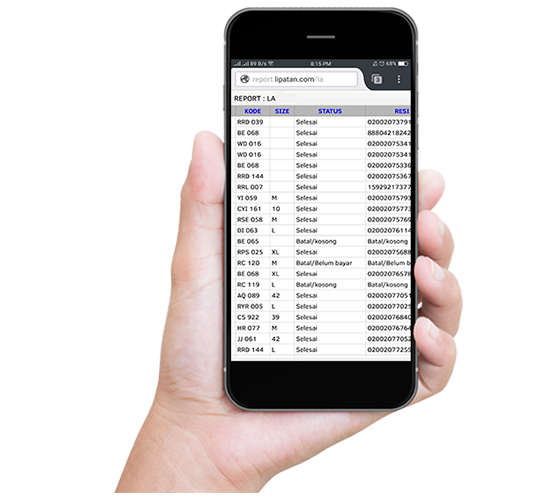 89 B/s 8:15 PM 68%
report.lipatan.com/la
REPORT : LA
KODE SIZE STATUS RESI
RRD 039 Selesai 02002073791
BE 068 Selesai 88804218242
WD 016 Selesai 02002075341
WD 016 Selesai 02002075341
BE 068 Selesai 02002075336
RRD 144 Selesai 02002075367
RRL 007 Selesai 15929217377
YI 059 M Selesai 02002075793
CYI 161 10 Selesai 02002075773
RSE 058 M Selesai 02002075769
DI 063 L Selesai 02002076114
BE 065 Batal/kosong Batal/kosong
RPS 025 XL Selesai 02002075688
RC 120 M Batal/Belum bayar Batal/Belum b
BE 068 XL Selesai 02002076578
RC 119 L Batal/kosong Batal/kosong
AQ 089 42 Selesai 02002077051
RYR 005 L Selesai 02002077025
CS 922 39 Selesai 02002076840
HR 077 M Selesai 02002076764
JJ 061 42 Selesai 02002077052
RRD 144 L Selesai 02002077255